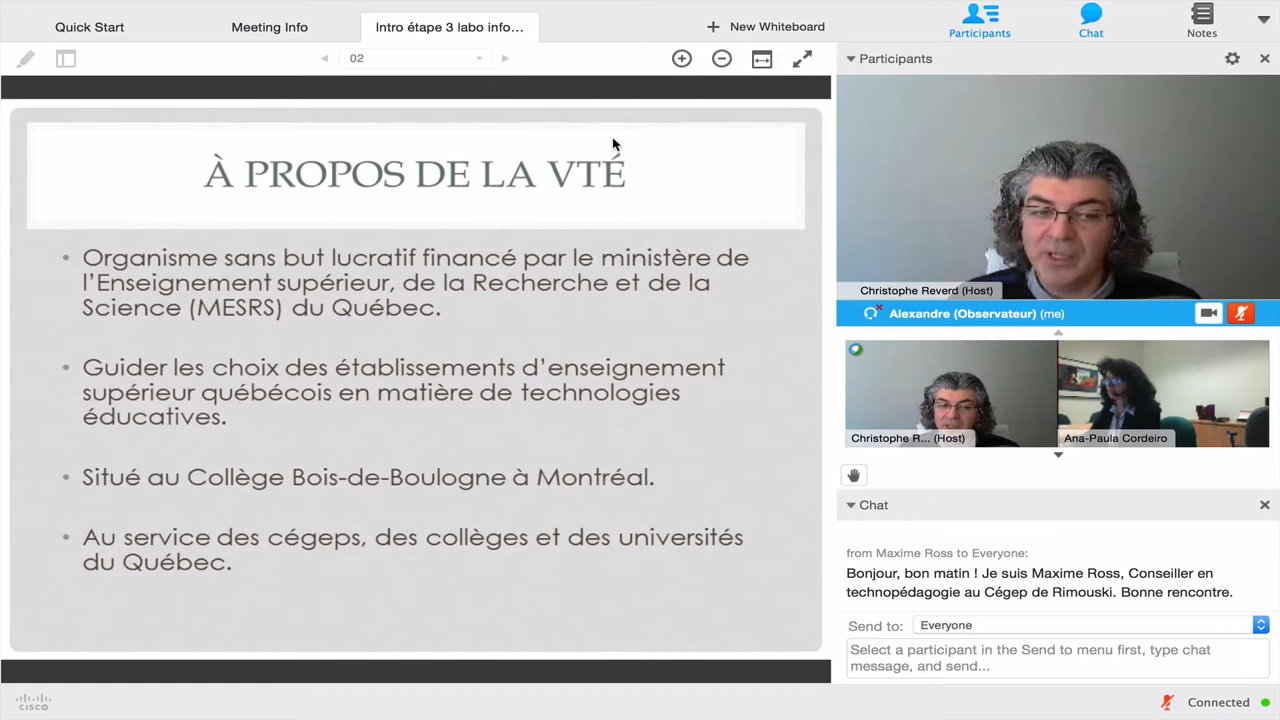 Quick Start
Meeting Info
Intro étape 3 labo info…
New Whiteboard
Participants
Chat
Notes
02
Participants
À PROPOS DE LA VTÉ
• Organisme sans but lucratif financé par le ministère de
l’Enseignement supérieur, de la Recherche et de la
Science (MESRS) du Québec.
• Guider les choix des établissements d’enseignement
supérieur québécois en matière de technologies
éducatives.
• Situé au Collège Bois-de-Boulogne à Montréal.
• Au service des cégeps, des collèges et des universités
du Québec.
Christophe Reverd (Host)
Alexandre (Observateur) (me)
Christophe R... (Host)
Ana-Paula Cordeiro
Chat
from Maxime Ross to Everyone:
Bonjour, bon matin ! Je suis Maxime Ross, Conseiller en
technopédagogie au Cégep de Rimouski. Bonne rencontre.
Send to:
Everyone
Select a participant in the Send to menu first, type chat
message, and send...
CISCO
Connected